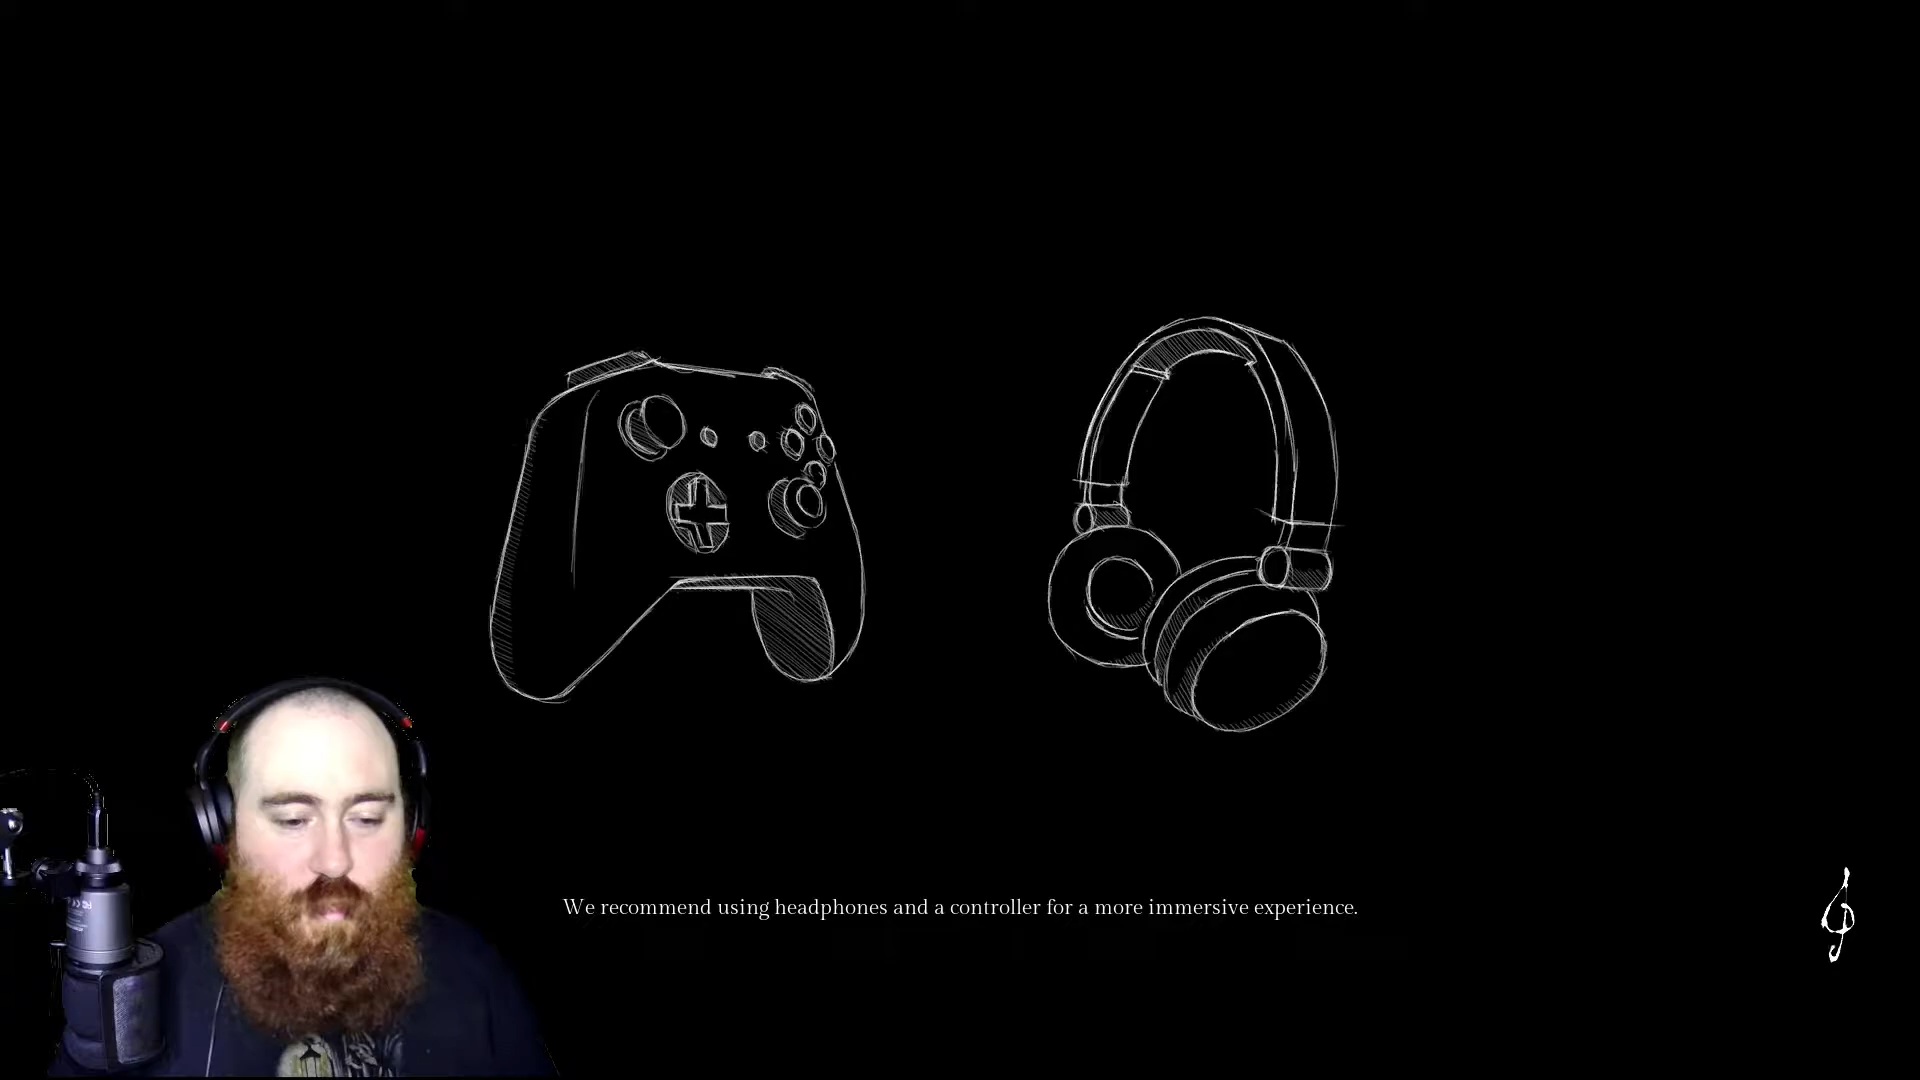 We recommend using headphones and a controller for a more immersive experience.